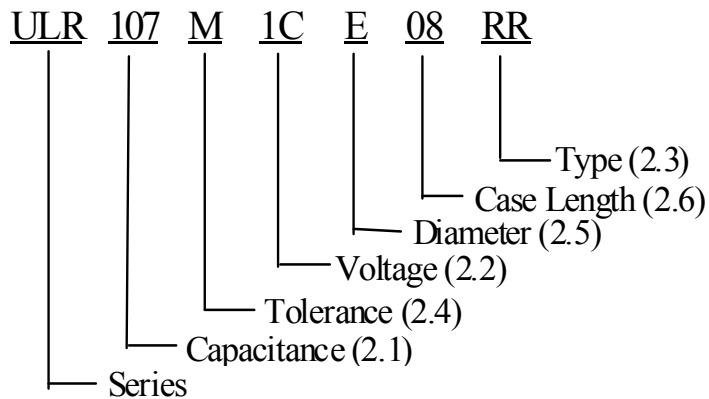 ULR 107 M 1C E 08 RR
Type (2.3)
Case Length (2.6)
Diameter (2.5)
Voltage (2.2)
Tolerance (2.4)
Capacitance (2.1)
Series